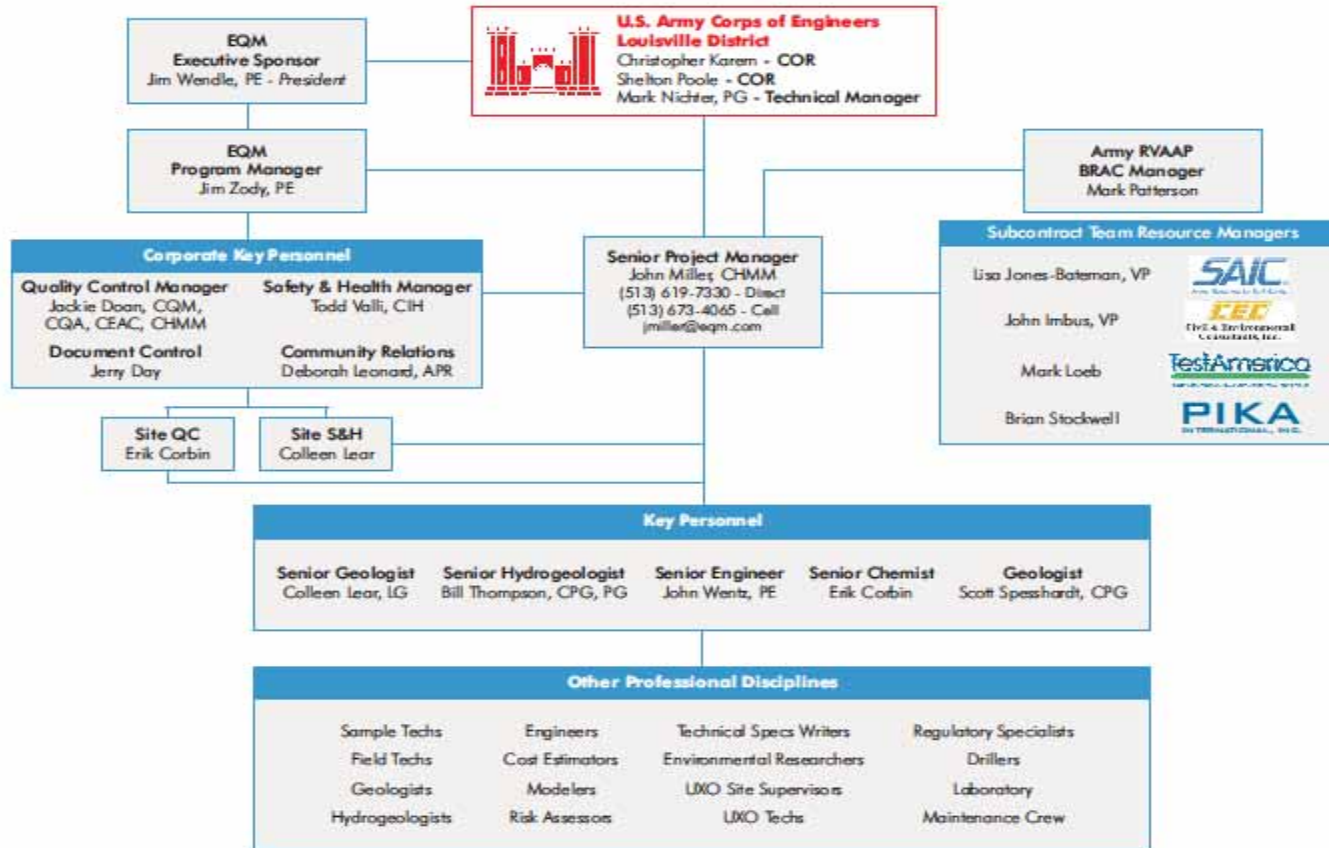 EQM
Executive Sponsor
Jim Wendle, PE - President
U.S. Army Corps of Engineers
Louisville District
Christopher Karem - COR
Shelton Poole - COR
Mark Nichter, PG - Technical Manager
EQM
Program Manager
Jim Zody, PE
Army RVAAP
BRAC Manager
Mark Patterson
Corporate Key Personnel
Quality Control Manager
Jackie Doan, CQM,
CQA, CEAC, CHMM
Safety & Health Manager
Todd Valli, CIH
Document Control
Jerry Day
Community Relations
Deborah Leonard, APR
Senior Project Manager
John Miller, CHMM
(513) 619-7330 - Direct
(513) 673-4065 - Cell
jmiller@eqm.com
Subcontract Team Resource Managers
Lisa Jones-Bateman, VP
SAIC
John Imbus, VP
CEC
Civil & Environmental
Consultants, Inc.
Mark Loeb
TestAmerica
Brian Stockwell
PIKA
INTERNATIONAL, INC.
Site QC
Erik Corbin
Site S&H
Colleen Lear
Key Personnel
Senior Geologist
Colleen Lear, LG
Senior Hydrogeologist
Bill Thompson, CPG, PG
Senior Engineer
John Wentz, PE
Senior Chemist
Erik Corbin
Geologist
Scott Spesshardt, CPG
Other Professional Disciplines
Sample Techs
Field Techs
Geologists
Hydrogeologists
Engineers
Cost Estimators
Modelers
Risk Assessors
Technical Specs Writers
Environmental Researchers
UXO Site Supervisors
UXO Techs
Regulatory Specialists
Drillers
Laboratory
Maintenance Crew